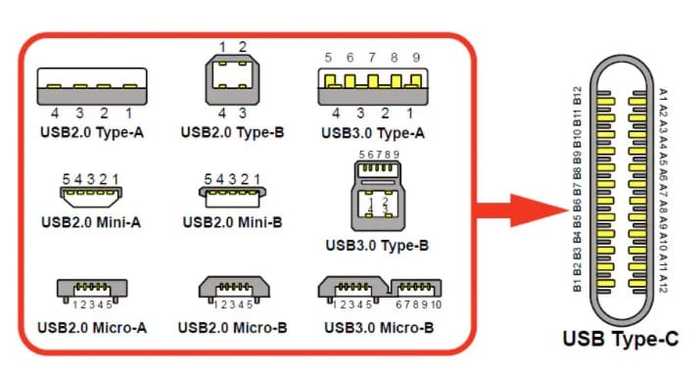 1 2
5 6 7 8 9
4 3 2 1
4 3
4 3 2 1
USB2.0 Type-A
USB2.0 Type-B
USB3.0 Type-A
5 4 3 2 1
5 4 3 2 1
5 6 7 8 9
1 2
4 3
USB2.0 Mini-A
USB2.0 Mini-B
USB3.0 Type-B
1 2 3 4 5
1 2 3 4 5
1 2 3 4 5
6 7 8 9 10
USB2.0 Micro-A
USB2.0 Micro-B
USB3.0 Micro-B
B1 B2 B3 B4 B5 B6 B7 B8 B9 B10 B11 B12
A1 A2 A3 A4 A5 A6 A7 A8 A9 A10 A11 A12
USB Type-C